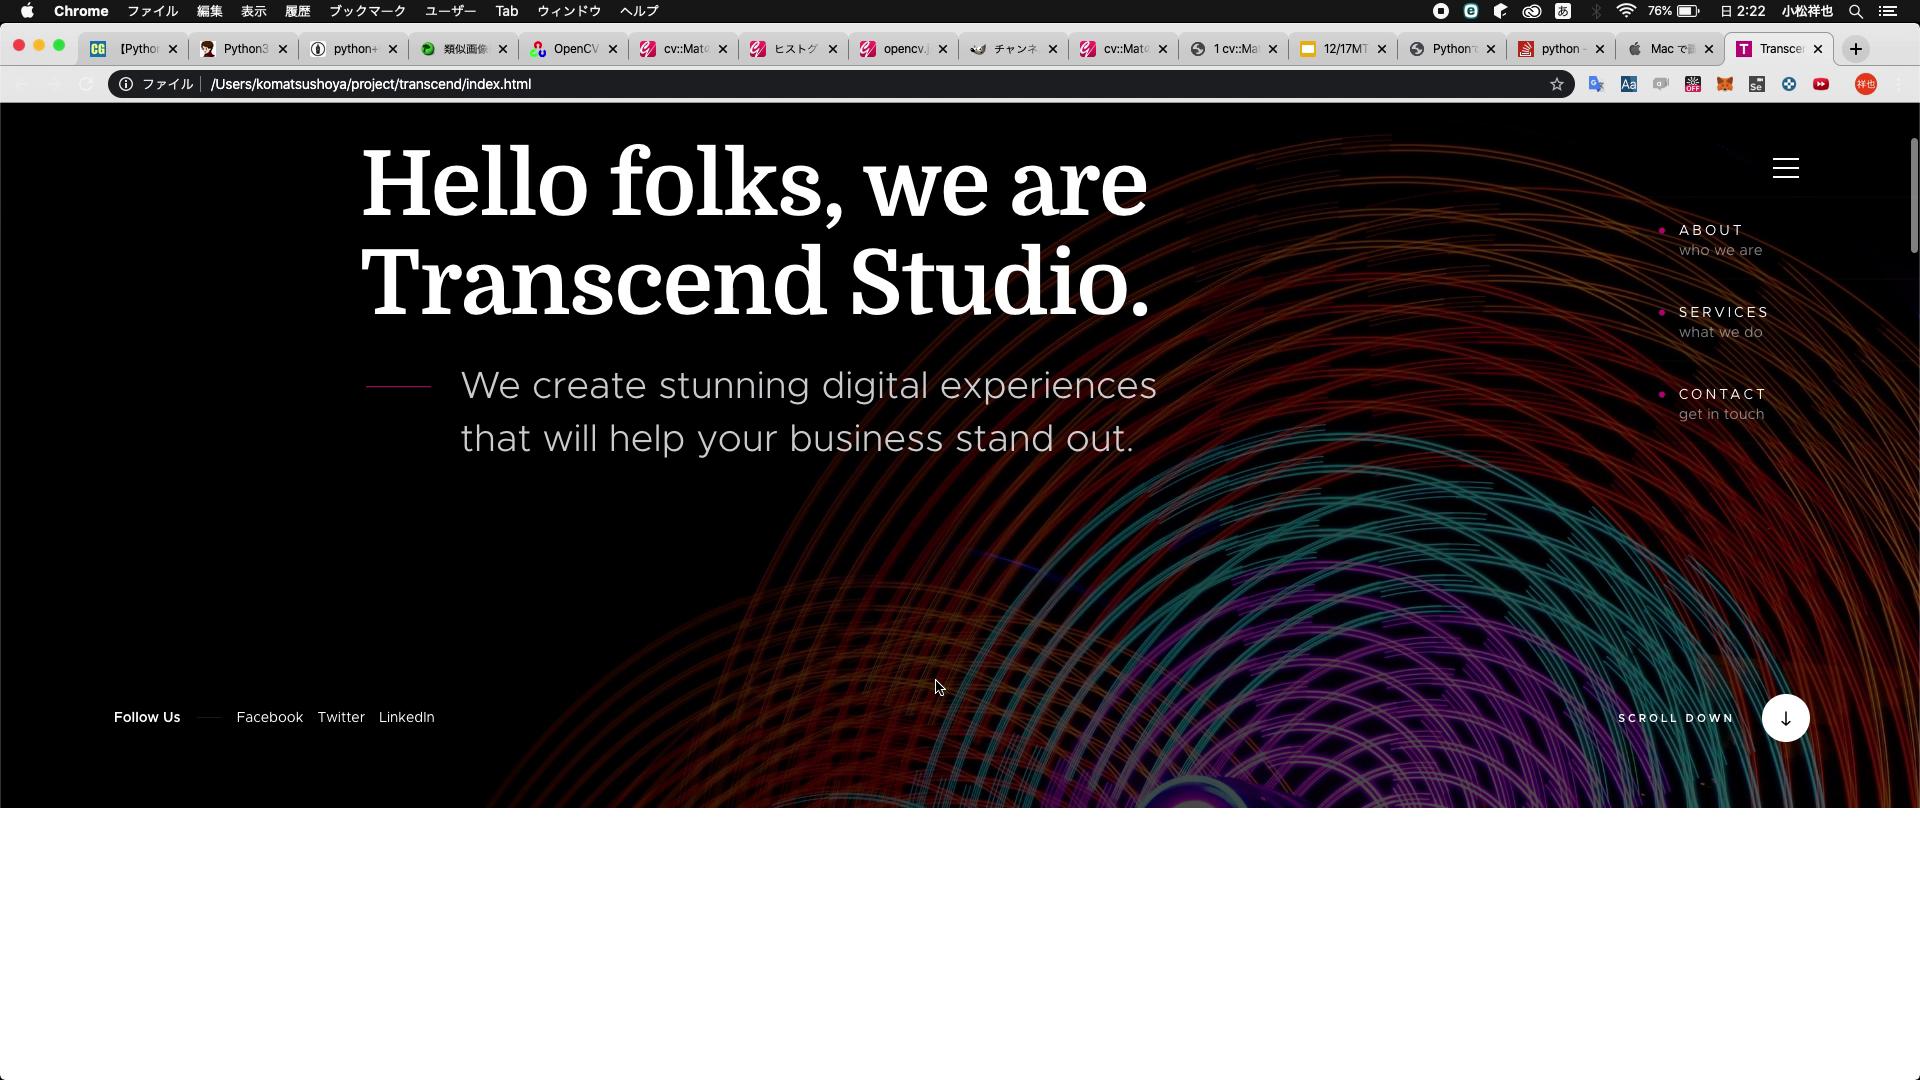 Chrome ファイル 編集 表示 履歴 ブックマーク ユーザー Tab ウィンドウ ヘルプ 76% 日 2:22 小松祥也
【Pytho Python3 python+ 類似画像 OpenCV cv::Mat ヒストグ opencv. チャンネ cv::Mat 1 cv::Ma 12/17MT Python python - Mac で Transce
ファイル /Users/komatsushoya/project/transcend/index.html
Hello folks, we are
Transcend Studio.
We create stunning digital experiences
that will help your business stand out.
ABOUT
who we are
SERVICES
what we do
CONTACT
get in touch
Follow Us Facebook Twitter LinkedIn
SCROLL DOWN